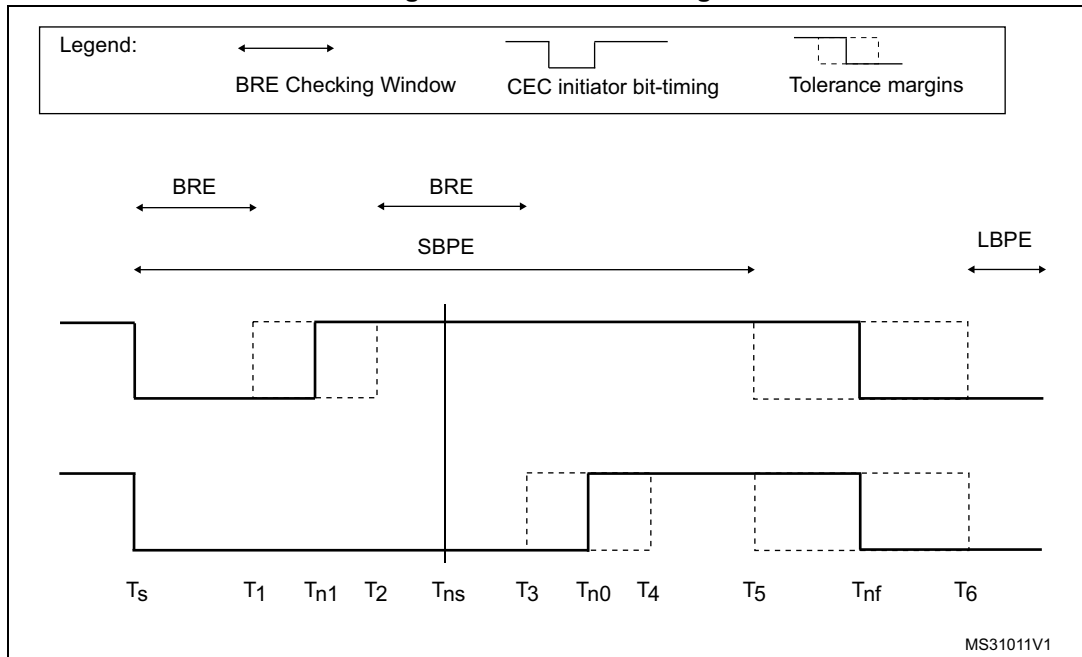 Legend:
BRE Checking Window
CEC initiator bit-timing
Tolerance margins
BRE
BRE
SBPE
LBPE
Ts T1 Tn1 T2 Tns T3 Tn0 T4 T5 Tnf T6
MS31011V1